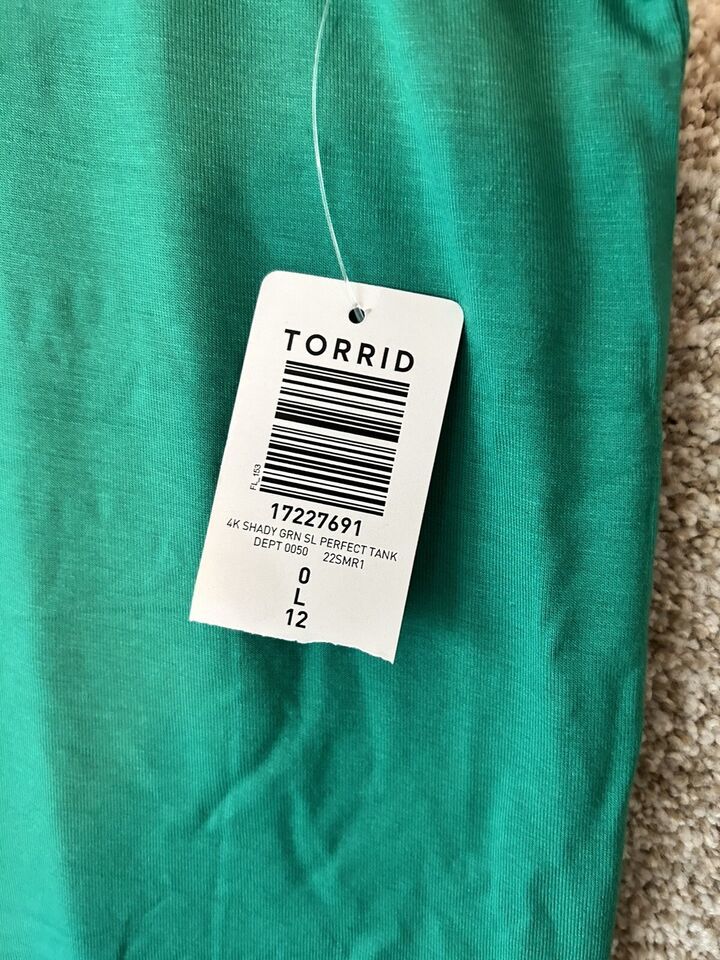 TORRID
FL_153
17227691
4K SHADY GRN SL PERFECT TANK
DEPT 0050 22SMR1
0
L
12